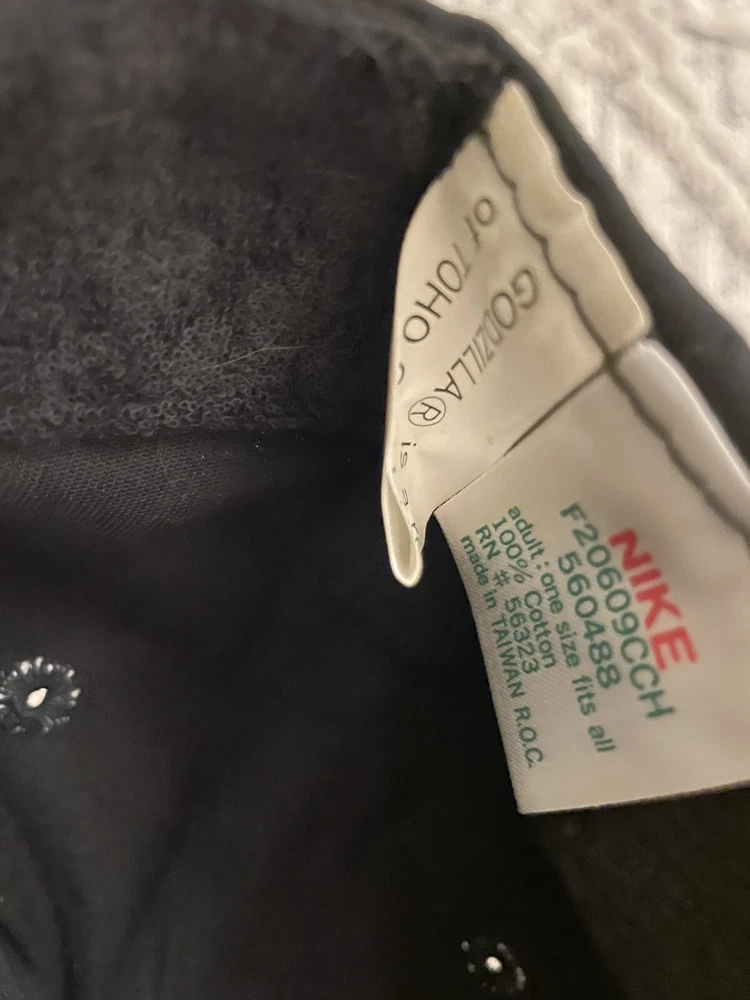 GODZILLA®
is a
of TOHO
NIKE
F20609CCH
560488
adult: one size fits all
100% Cotton
RN # 56323
made in TAIWAN R.O.C.